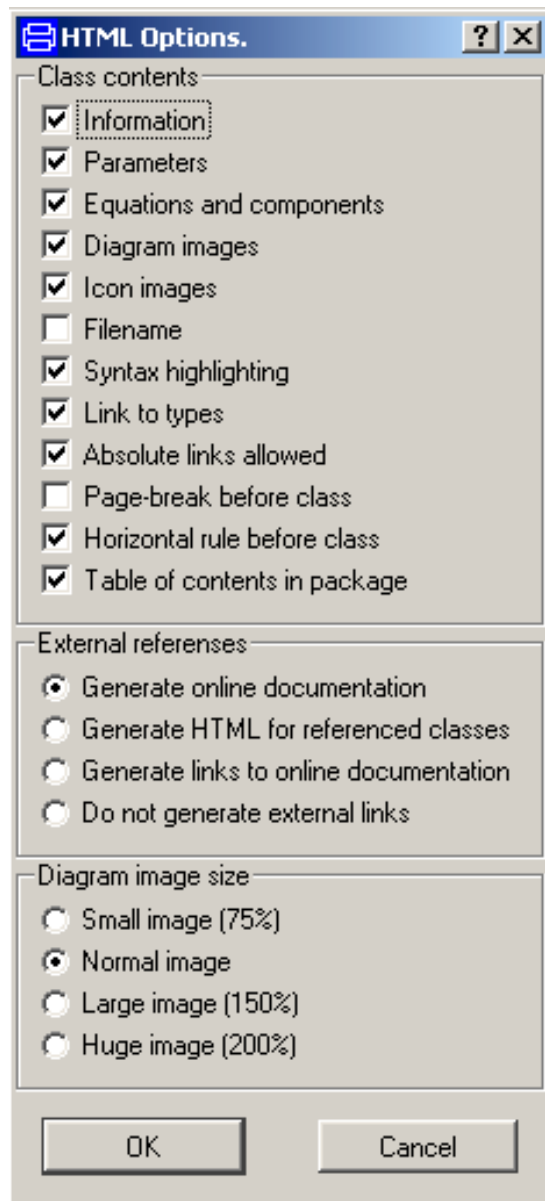 HTML Options.
Class contents
Information
Parameters
Equations and components
Diagram images
Icon images
Filename
Syntax highlighting
Link to types
Absolute links allowed
Page-break before class
Horizontal rule before class
Table of contents in package
External referenses
Generate online documentation
Generate HTML for referenced classes
Generate links to online documentation
Do not generate external links
Diagram image size
Small image (75%)
Normal image
Large image (150%)
Huge image (200%)
OK Cancel